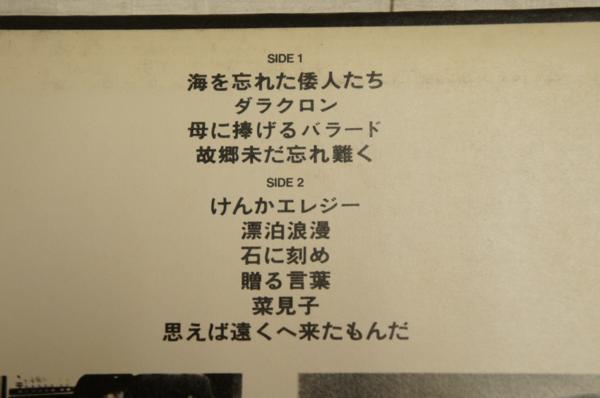 SIDE 1
海を忘れた倭人たち
ダラクロン
母に捧げるバラード
故郷未だ忘れ難く
SIDE 2
けんかエレジー
漂泊浪漫
石に刻め
贈る言葉
菜見子
思えば遠くへ来たもんだ